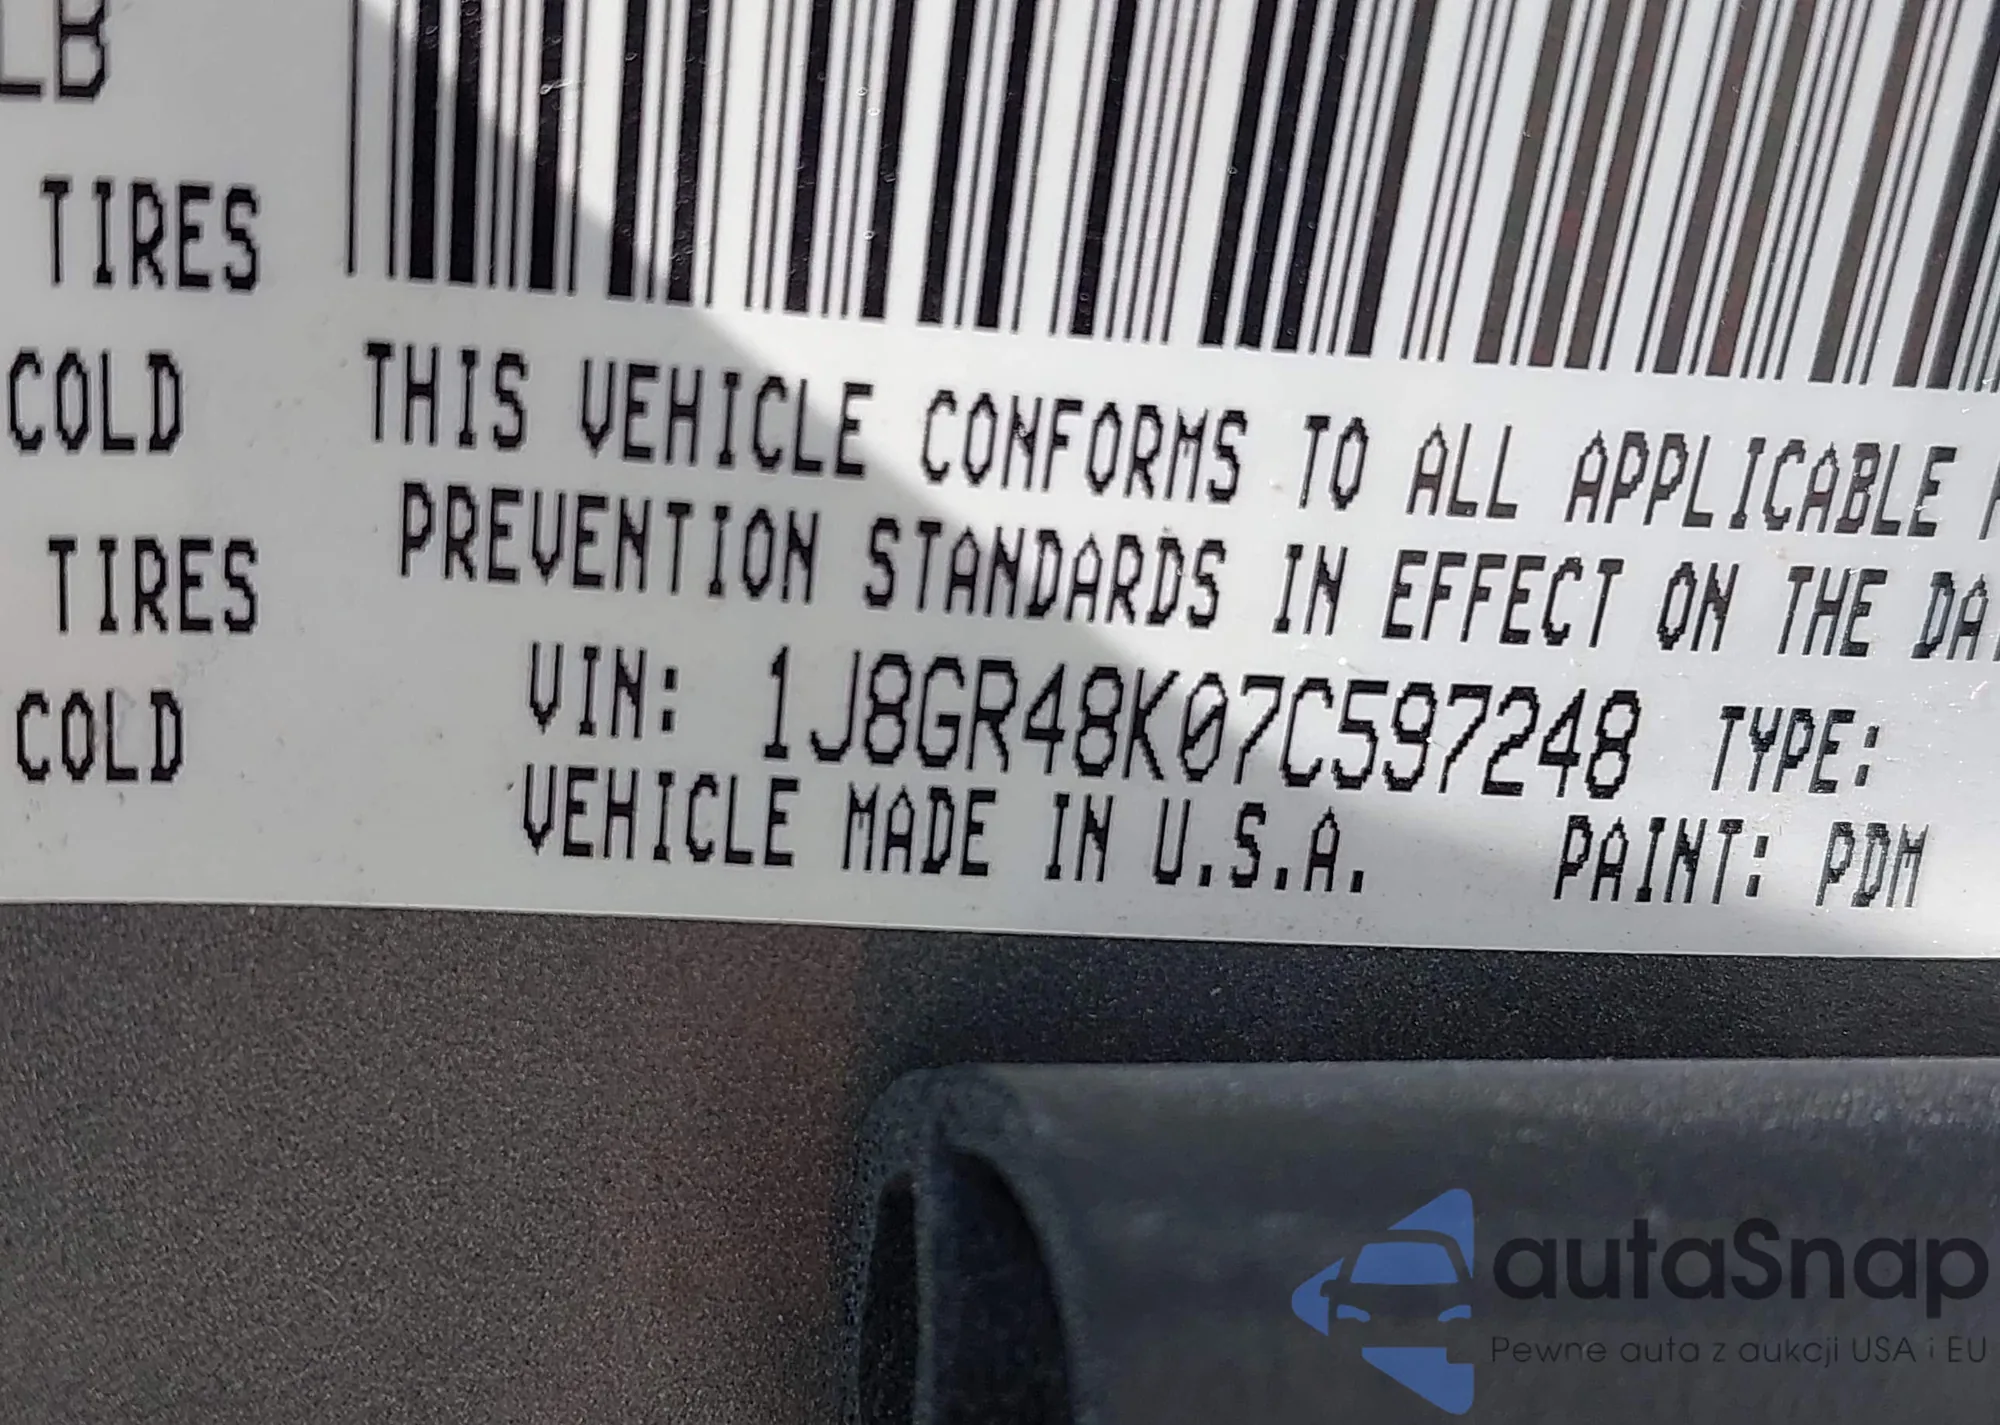 LB
TIRES
COLD
TIRES
COLD
THIS VEHICLE CONFORMS TO ALL APPLICABLE
PREVENTION STANDARDS IN EFFECT ON THE DA
VIN: 1J8GR48K07C597248 TYPE:
VEHICLE MADE IN U.S.A. PAINT: PDM
autaSnap
Pewne auta z aukcji USA i EU